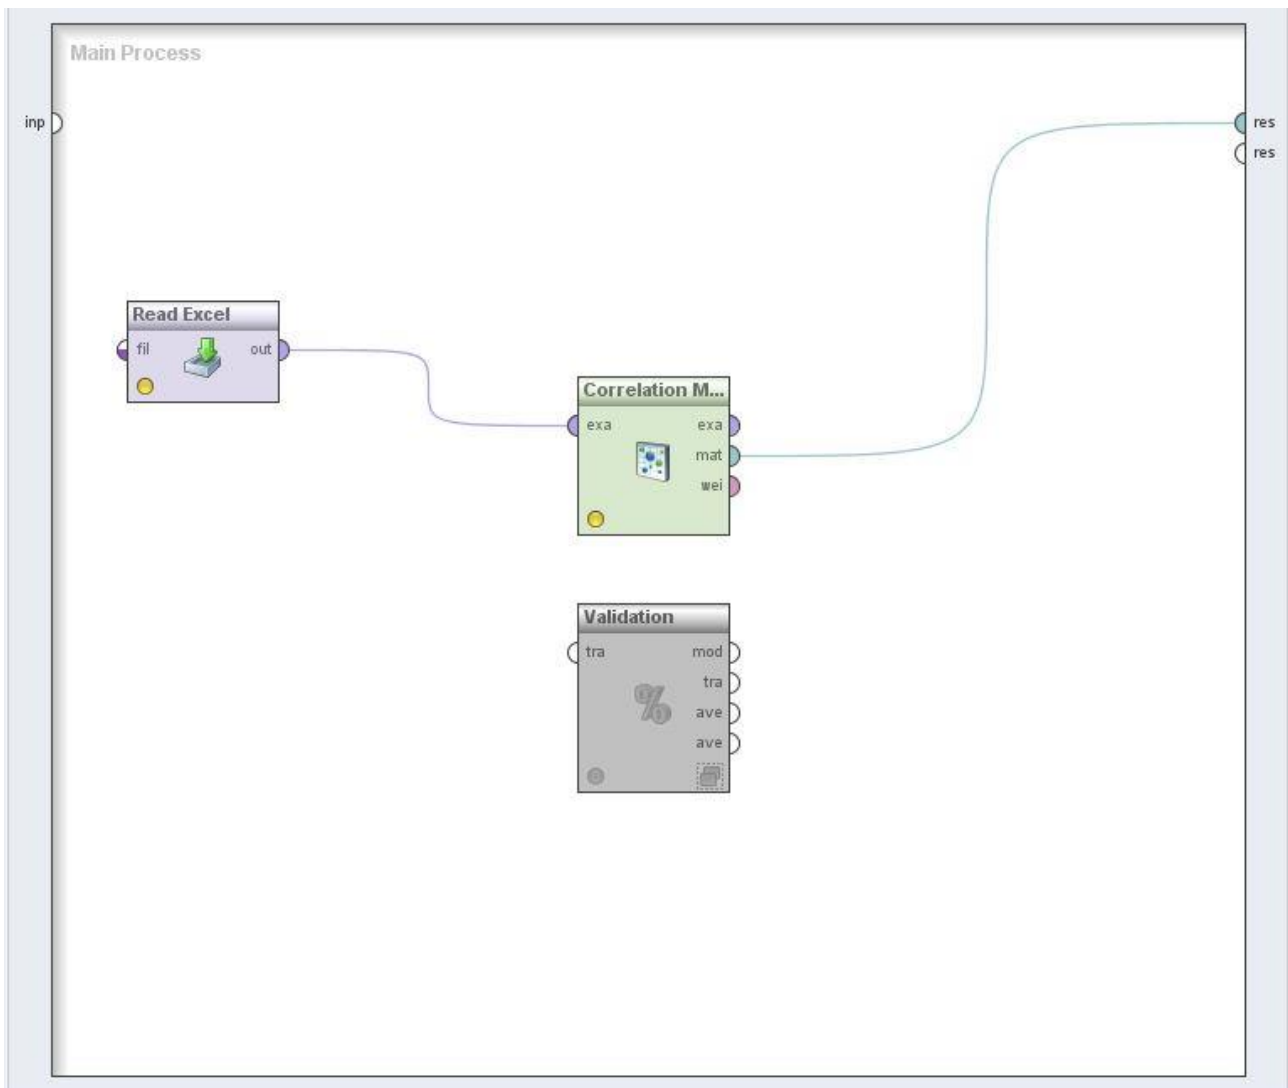 Main Process
inp
res
res
Read Excel
fil
out
Correlation M...
exa
exa
mat
wei
Validation
tra
mod
tra
ave
ave